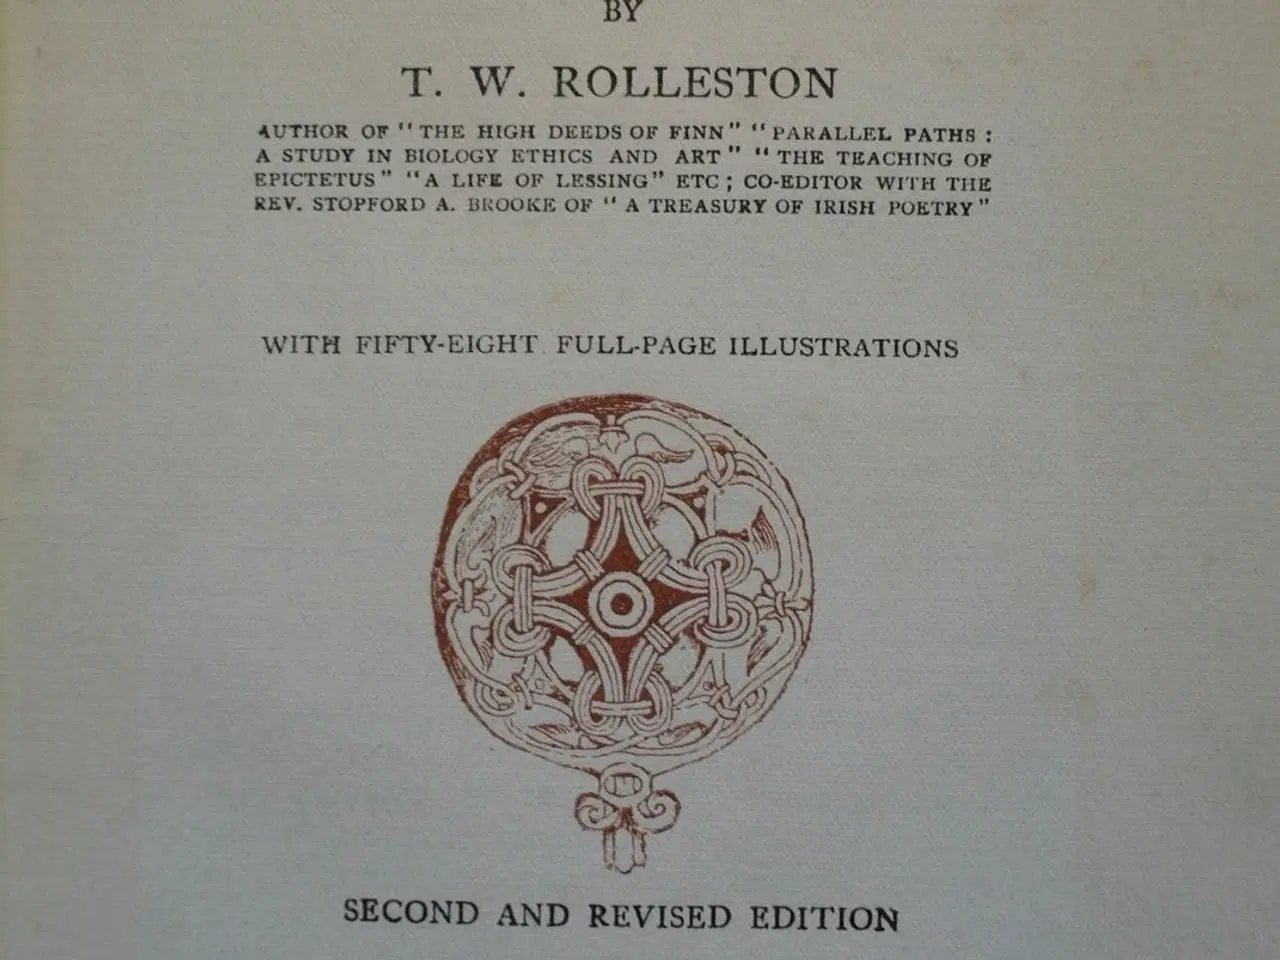 BY
T. W. ROLLESTON
AUTHOR OF "THE HIGH DEEDS OF FINN" "PARALLEL PATHS :
A STUDY IN BIOLOGY ETHICS AND ART" "THE TEACHING OF
EPICTETUS" "A LIFE OF LESSING" ETC ; CO-EDITOR WITH THE
REV. STOPFORD A. BROOKE OF "A TREASURY OF IRISH POETRY"
WITH FIFTY-EIGHT FULL-PAGE ILLUSTRATIONS
SECOND AND REVISED EDITION